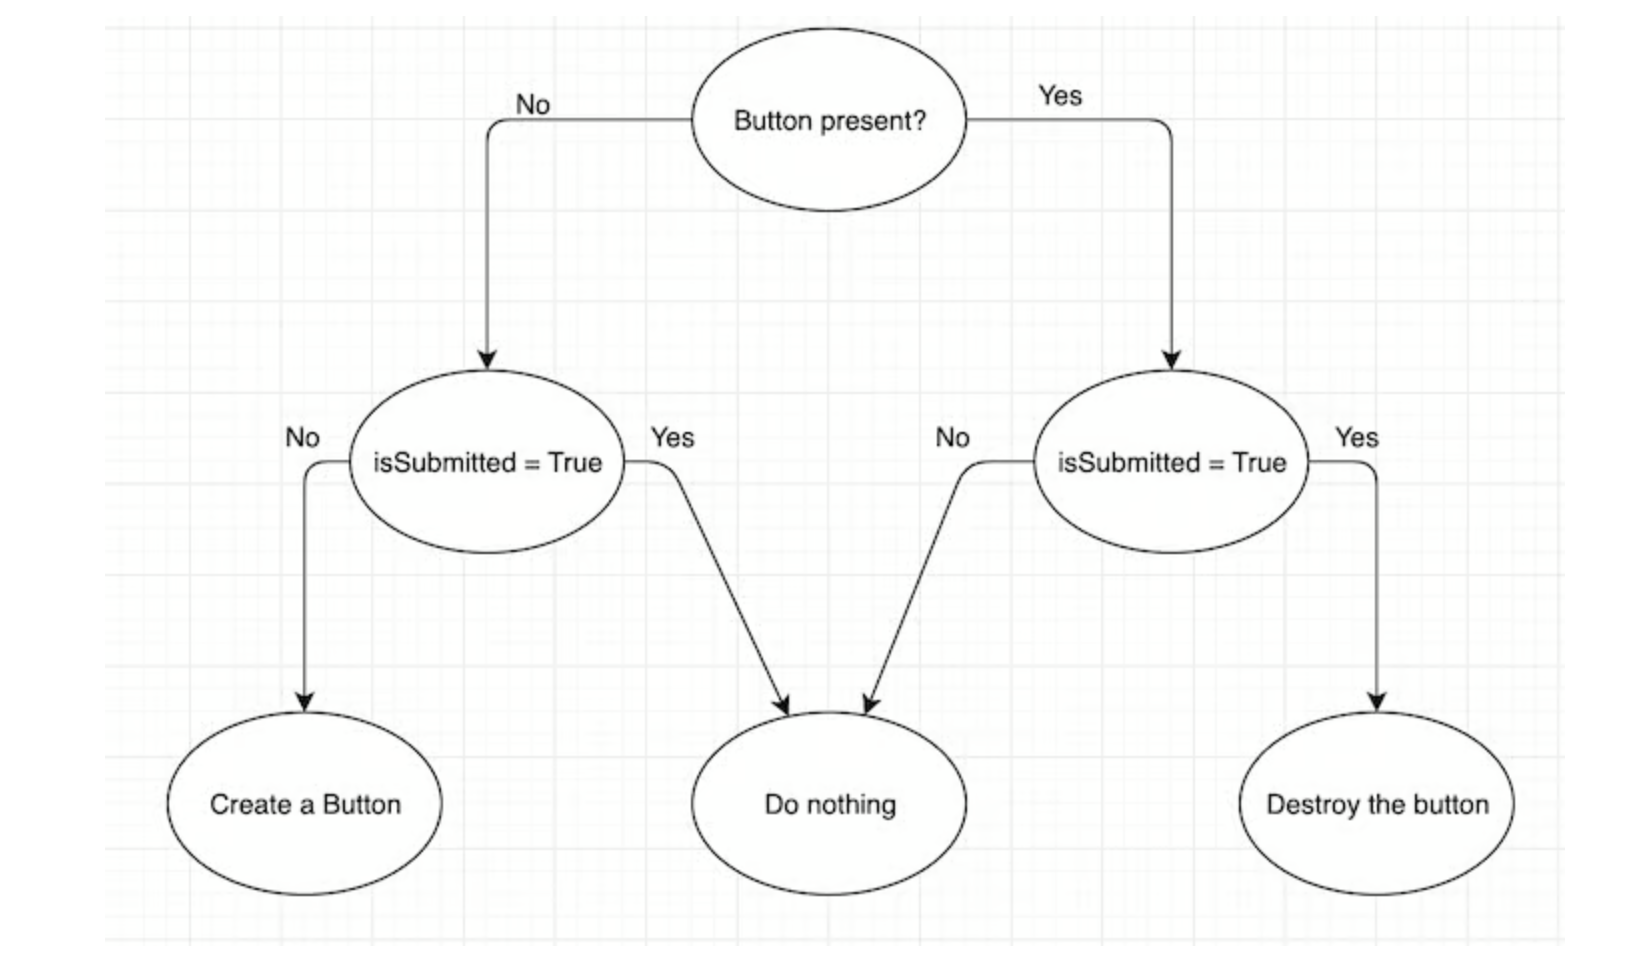 Button present?
No
Yes
isSubmitted = True
No
Yes
isSubmitted = True
No
Yes
Create a Button
Do nothing
Destroy the button